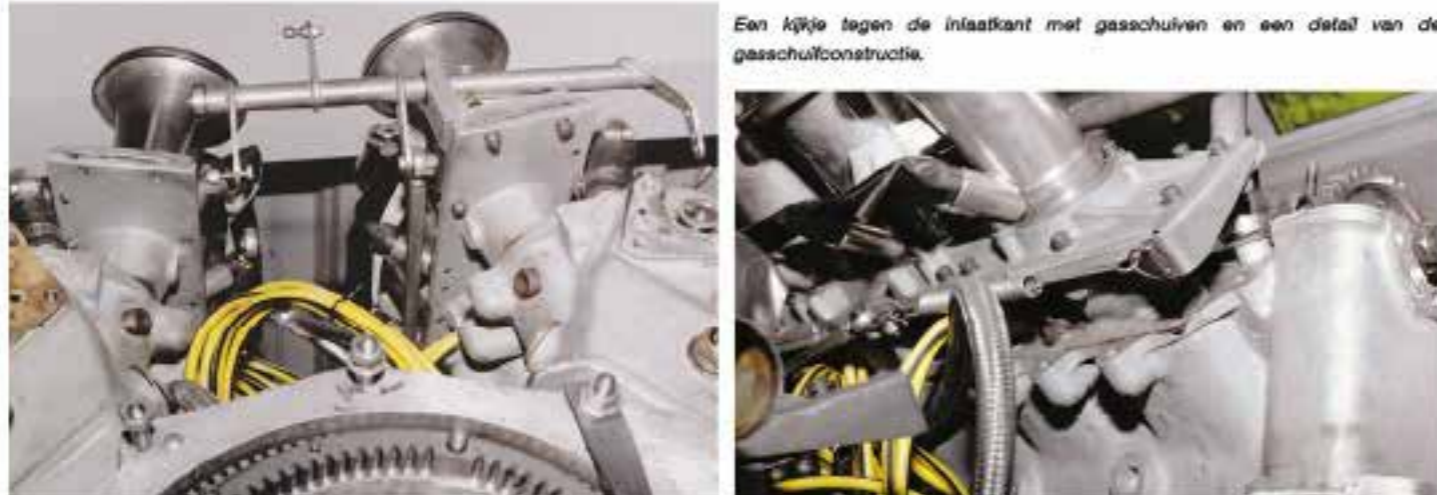 Een kijkje tegen de inlaatkant met gasschuiven en een detail van de
gasschuifconstructie.